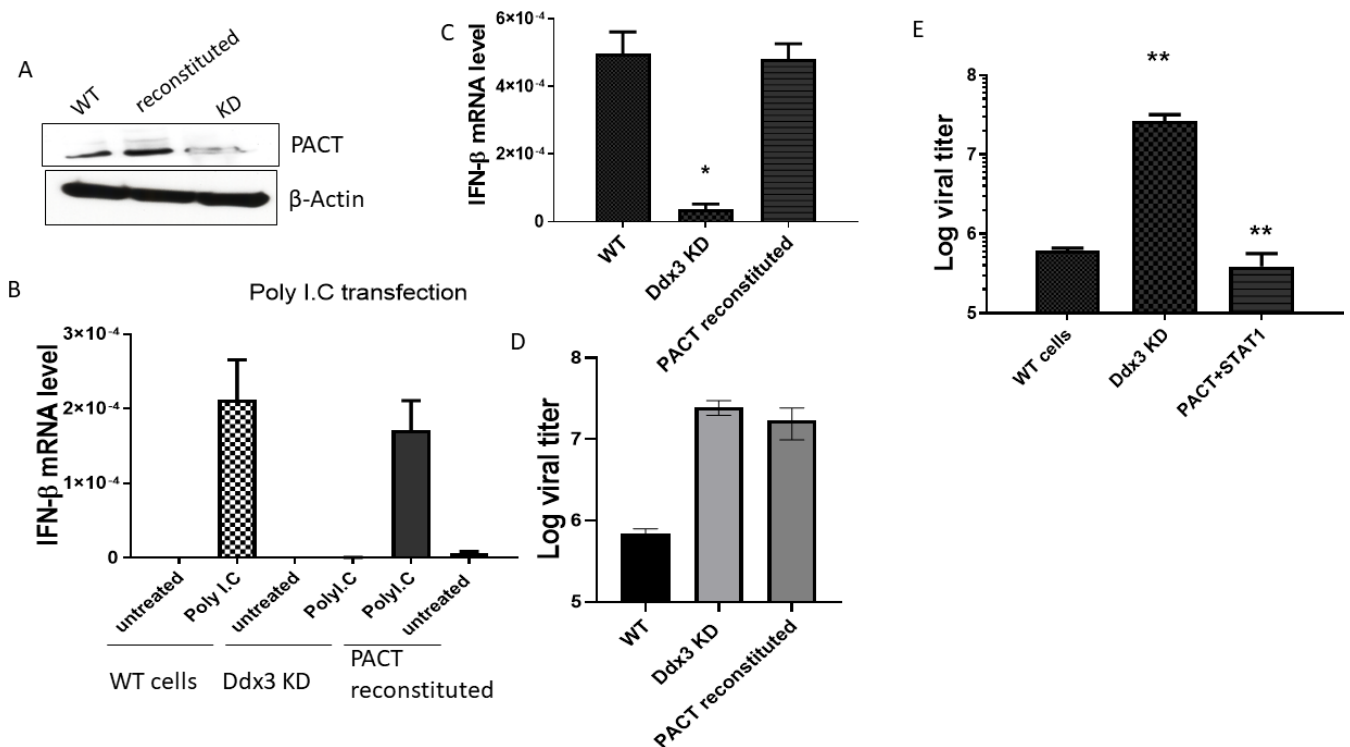 A
WT
reconstituted
KD
PACT
β-Actin
B
Poly I.C transfection
IFN-β mRNA level
3×10⁻⁴
2×10⁻⁴
1×10⁻⁴
0
untreated
Poly I.C
untreated
PolyI.C
PolyI.C
untreated
WT cells
Ddx3 KD
PACT
reconstituted
C
IFN-β mRNA level
6×10⁻⁴
4×10⁻⁴
2×10⁻⁴
0
*
WT
Ddx3 KD
PACT reconstituted
D
Log viral titer
8
7
6
5
WT
Ddx3 KD
PACT reconstituted
E
Log viral titer
8
7
6
5
**
**
WT cells
Ddx3 KD
PACT+STAT1